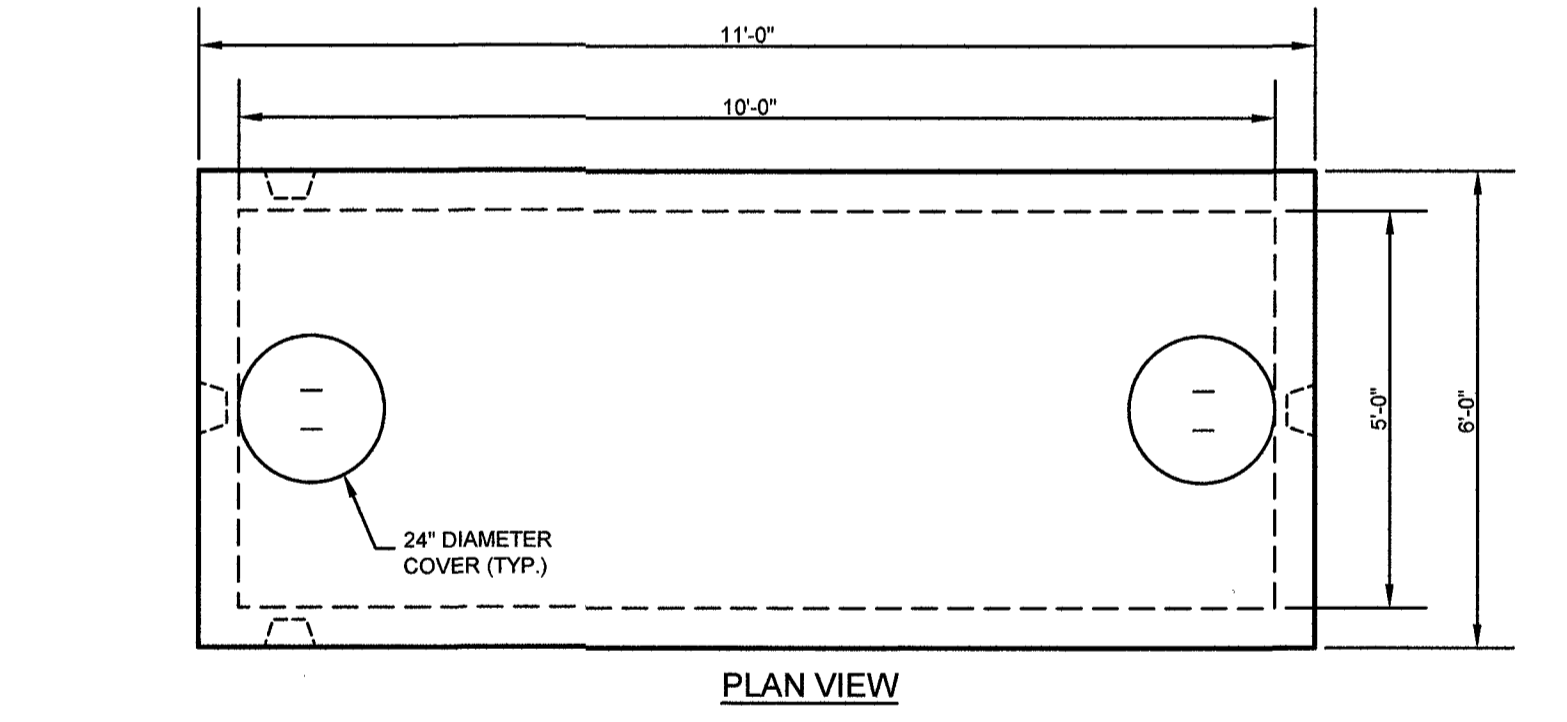 11'-0"
10'-0"
5'-0"
6'-0"
24" DIAMETER
COVER (TYP.)
PLAN VIEW